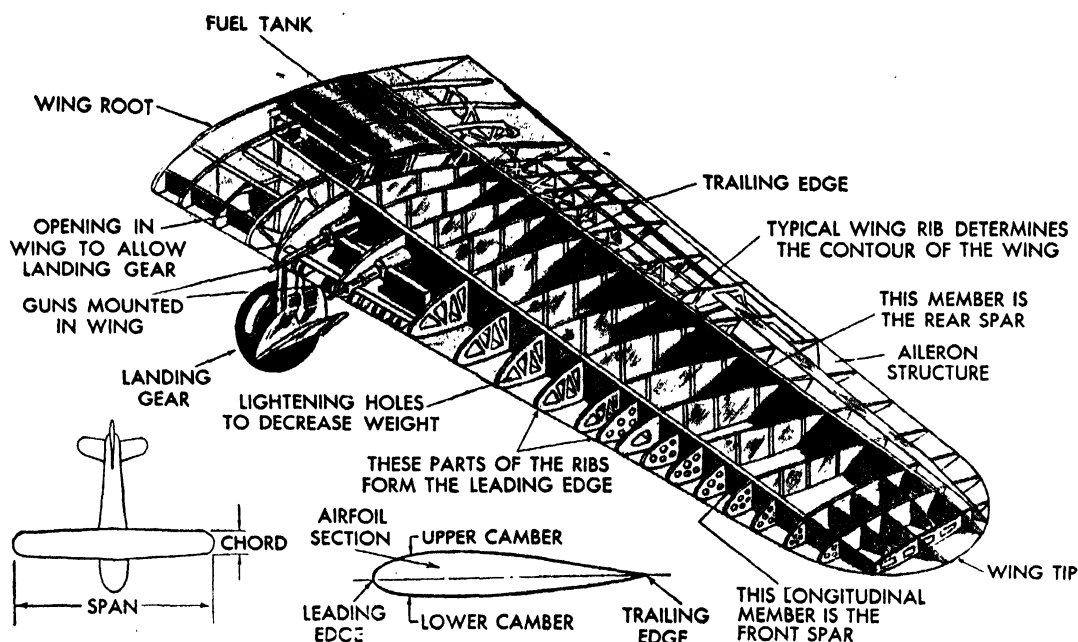 FUEL TANK
WING ROOT
TRAILING EDGE
OPENING IN
WING TO ALLOW
LANDING GEAR
TYPICAL WING RIB DETERMINES
THE CONTOUR OF THE WING
GUNS MOUNTED
IN WING
THIS MEMBER IS
THE REAR SPAR
AILERON
STRUCTURE
LANDING
GEAR
LIGHTENING HOLES
TO DECREASE WEIGHT
THESE PARTS OF THE RIBS
FORM THE LEADING EDGE
AIRFOIL
SECTION
UPPER CAMBER
CHORD
SPAN
LEADING
EDGE
LOWER CAMBER
TRAILING
EDGE
THIS LONGITUDINAL
MEMBER IS THE
FRONT SPAR
WING TIP